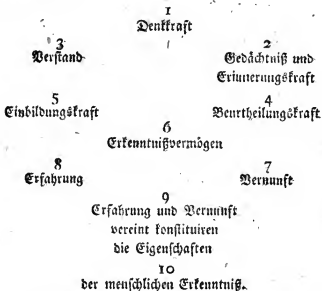 1
Denkkraft
3 2
Verstand Gedächtniß und
Erinnerungskraft
5 4
Einbildungskraft Beurtheilungskraft
6
Erkenntnißvermögen
8 7
Erfahrung Vernunft
9
Erfahrung und Vernunft
vereint konstituiren
die Eigenschaften
10
der menschlichen Erkenntniß.